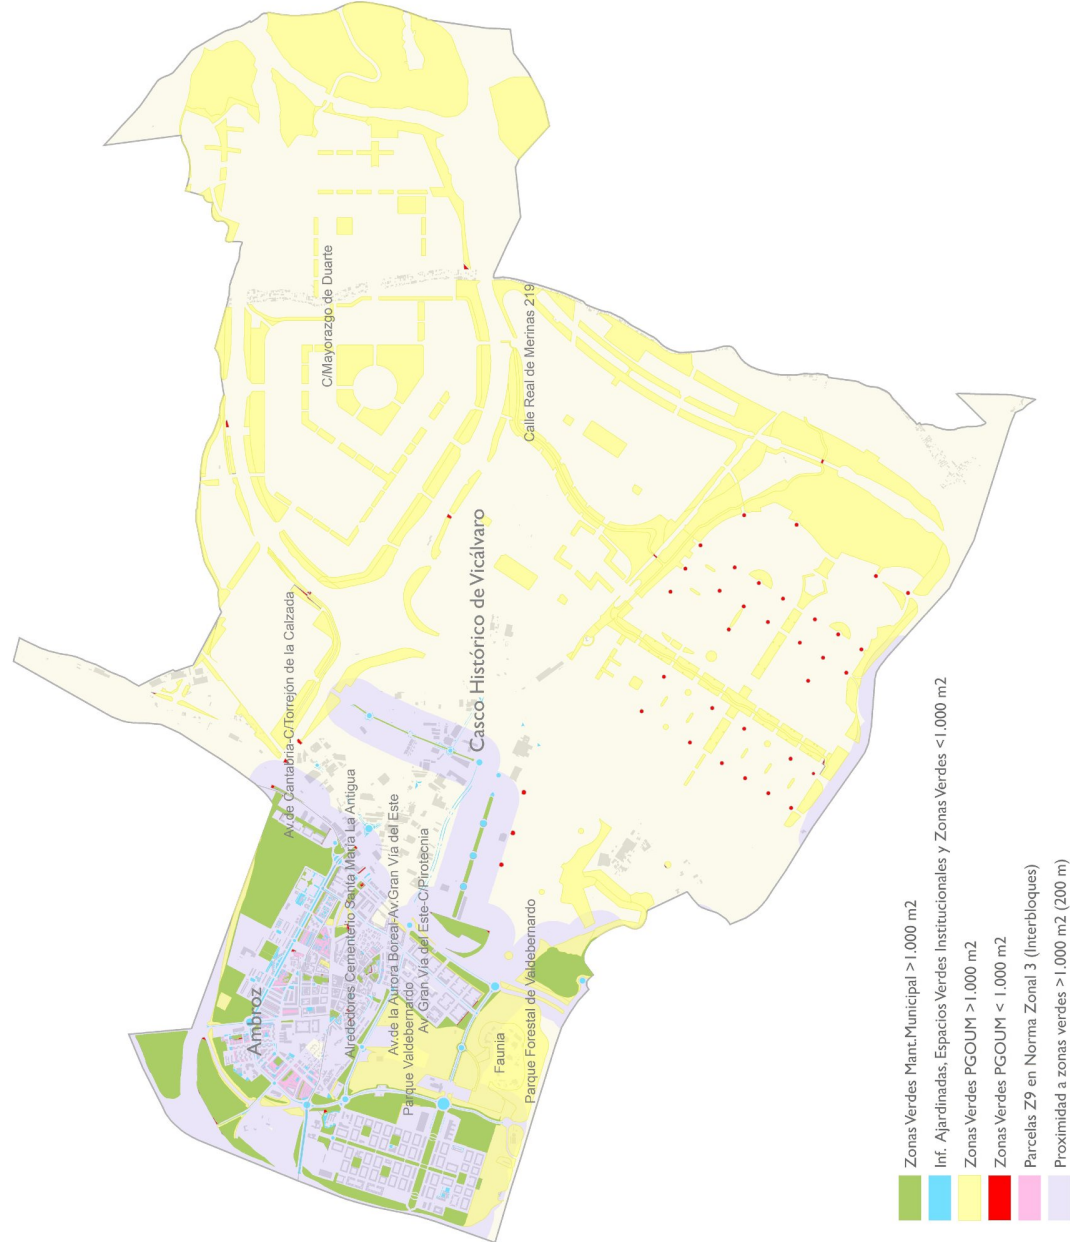 C/Mayorazgo de Duarte
Calle Real de Merinas 219
Av.de Cantabria-C/Torrejón de la Calzada
Casco Histórico de Vicálvaro
Alrededores Cementerio Santa María La Antigua
Av.de la Aurora Boreal-Av.Gran Vía del Este
Av. Gran Vía del Este-C/Pirotecnia
Parque Valdebernardo
Ambroz
Faunia
Parque Forestal de Valdebernardo
Zonas Verdes Mant.Municipal >1.000 m2
Inf. Ajardinadas, Espacios Verdes Institucionales y Zonas Verdes <1.000 m2
Zonas Verdes PGOUM >1.000 m2
Zonas Verdes PGOUM < 1.000 m2
Parcelas Z9 en Norma Zonal 3 (Interbloques)
Proximidad a zonas verdes >1.000 m2 (200 m)